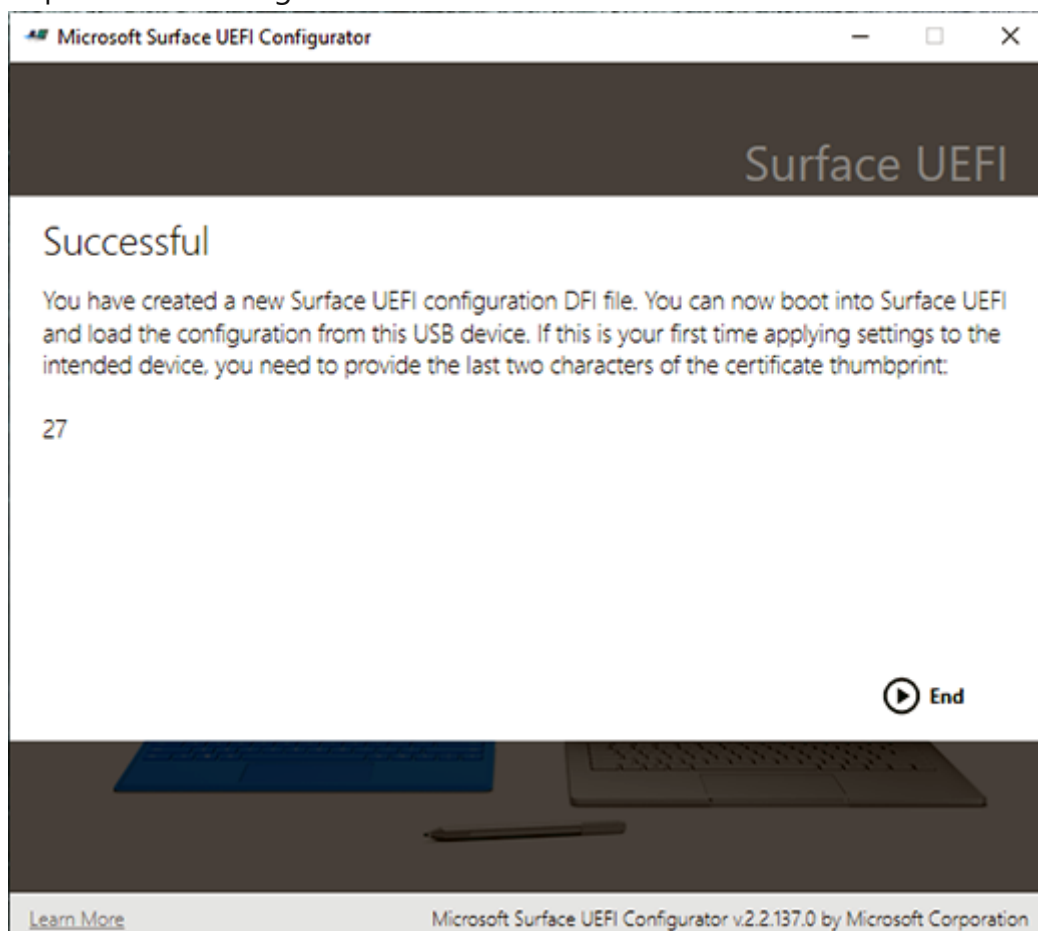 Microsoft Surface UEFI Configurator
Surface UEFI
Successful
You have created a new Surface UEFI configuration DFI file. You can now boot into Surface UEFI
and load the configuration from this USB device. If this is your first time applying settings to the
intended device, you need to provide the last two characters of the certificate thumbprint:
27
End
Learn More
Microsoft Surface UEFI Configurator v.2.2.137.0 by Microsoft Corporation